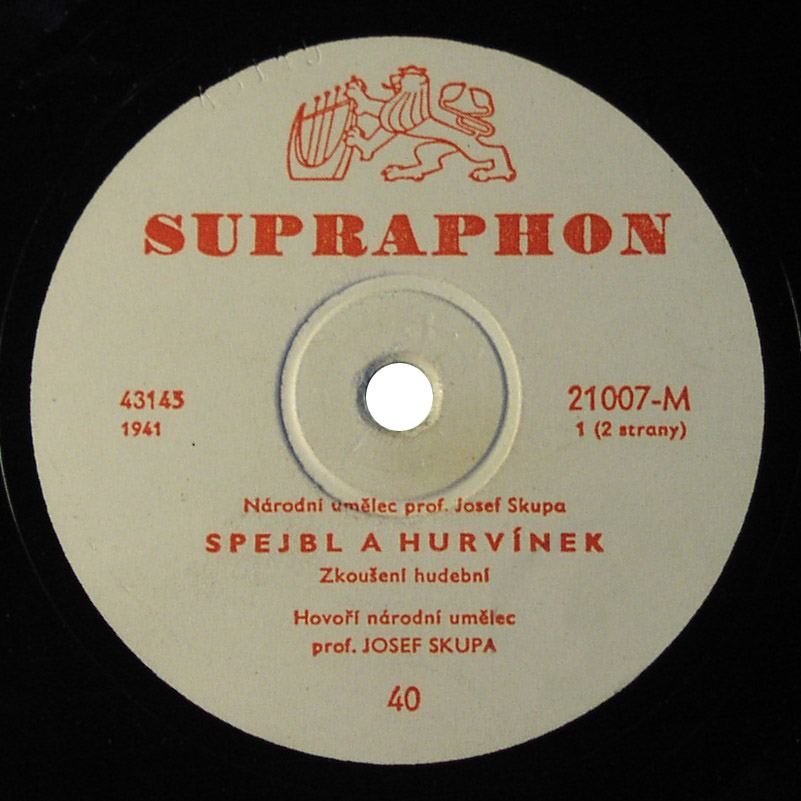 SUPRAPHON
43145
1941
21007-M
1 (2 strany)
Národní umělec prof. Josef Skupa
SPEJBL A HURVÍNEK
Zkoušení hudební
Hovoří národní umělec
prof. JOSEF SKUPA
40